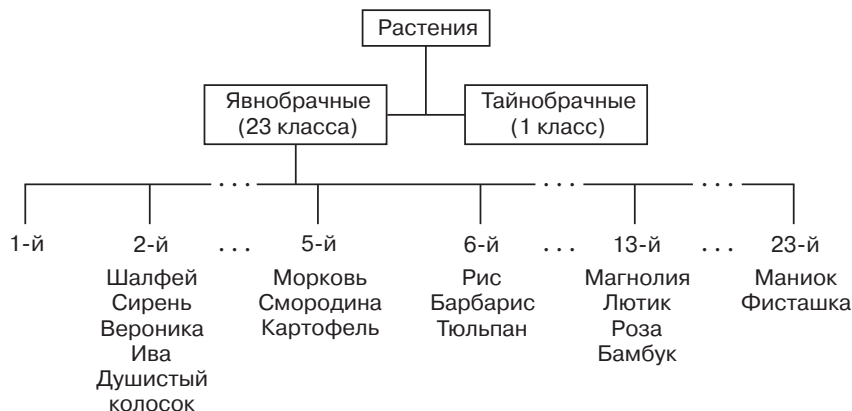 Растения
Явнобрачные
(23 класса)
Тайнобрачные
(1 класс)
... ... ...
1-й 2-й ... 5-й 6-й ... 13-й ... 23-й
Шалфей
Сирень
Вероника
Ива
Душистый
колосок
Морковь
Смородина
Картофель
Рис
Барбарис
Тюльпан
Магнолия
Лютик
Роза
Бамбук
Маниок
Фисташка